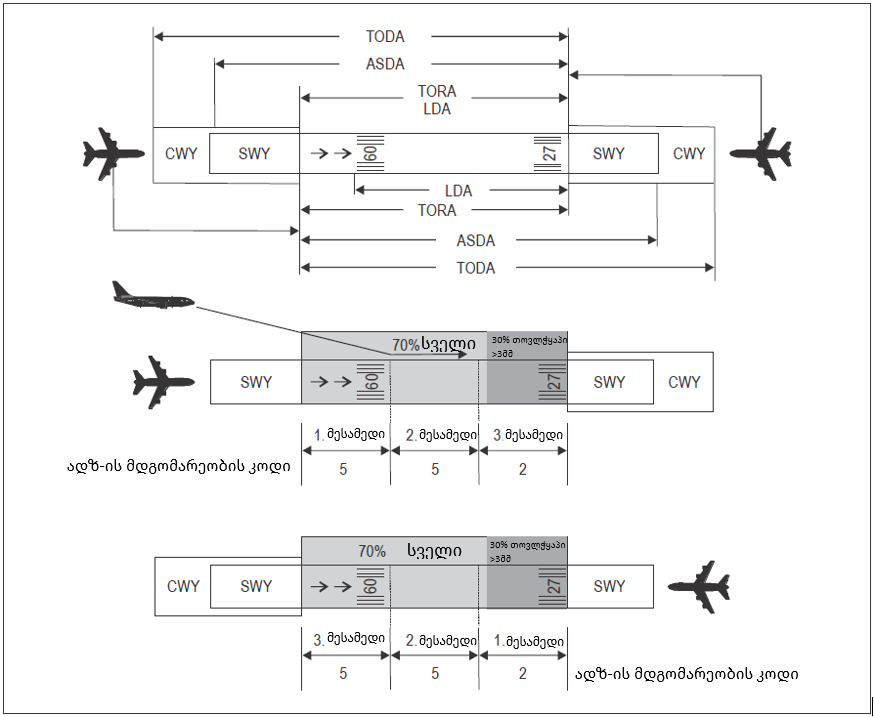 TODA
ASDA
TORA
LDA
CWY SWY 60 27 SWY CWY
LDA
TORA
ASDA
TODA
70% სველი 30% თოვლჭყაპი
>3მმ
SWY 60 27 SWY CWY
1. მესამედი 2. მესამედი 3. მესამედი
ადზ-ის მდგომარეობის კოდი 5 5 2
70% სველი 30% თოვლჭყაპი
>3მმ
CWY SWY 60 27 SWY
3. მესამედი 2. მესამედი 1. მესამედი
5 5 2 ადზ-ის მდგომარეობის კოდი